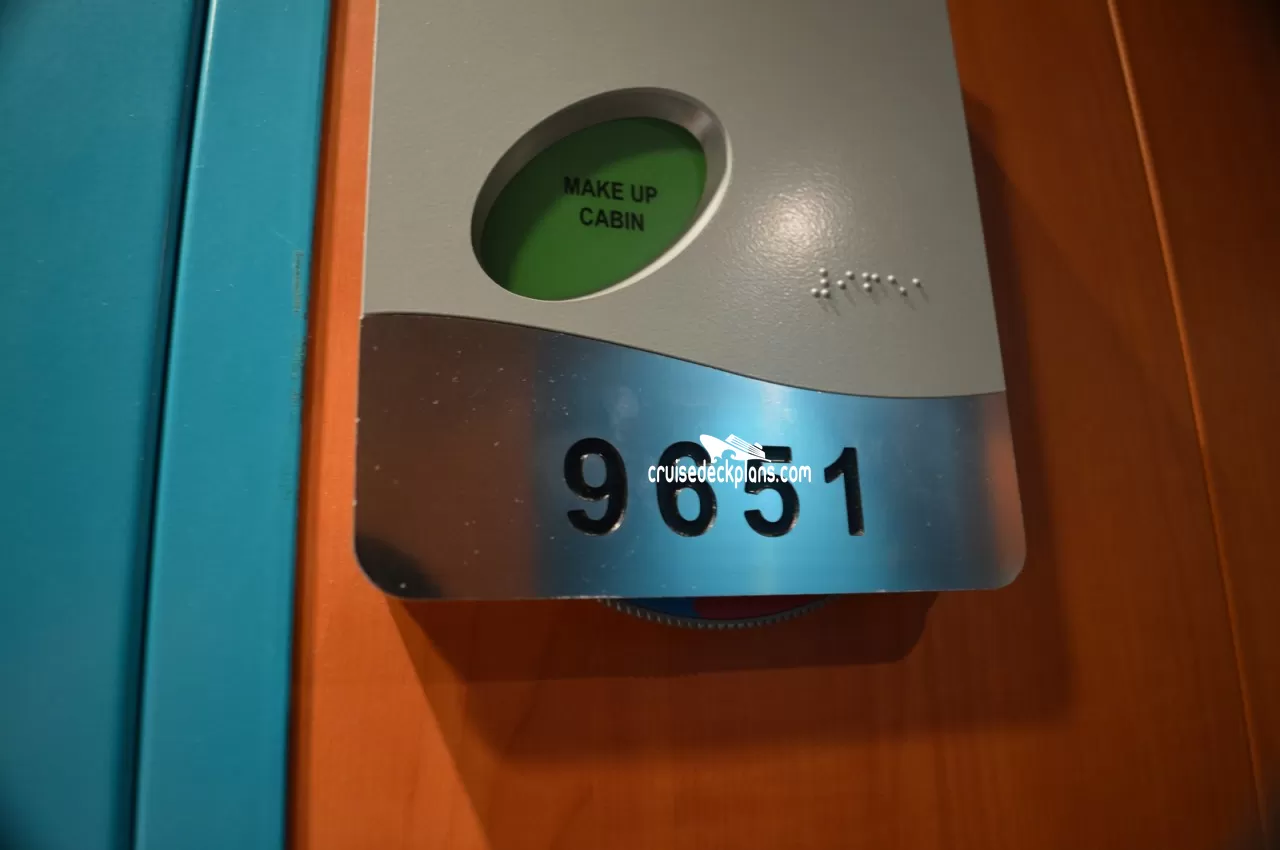 MAKE UP
CABIN
9651
cruisedeckplans.com